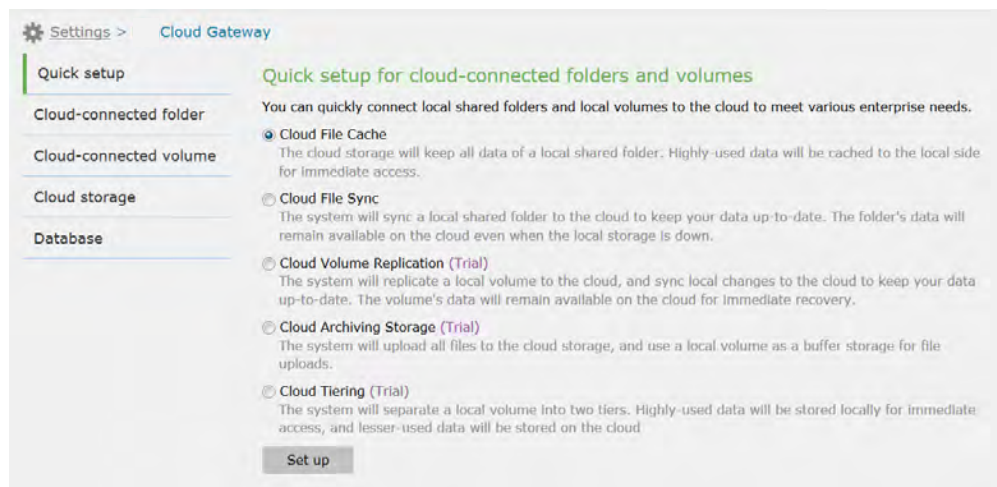 Settings > Cloud Gateway
Quick setup
Cloud-connected folder
Cloud-connected volume
Cloud storage
Database
Quick setup for cloud-connected folders and volumes
You can quickly connect local shared folders and local volumes to the cloud to meet various enterprise needs.
Cloud File Cache
The cloud storage will keep all data of a local shared folder. Highly-used data will be cached to the local side
for immediate access.
Cloud File Sync
The system will sync a local shared folder to the cloud to keep your data up-to-date. The folder's data will
remain available on the cloud even when the local storage is down.
Cloud Volume Replication (Trial)
The system will replicate a local volume to the cloud, and sync local changes to the cloud to keep your data
up-to-date. The volume's data will remain available on the cloud for immediate recovery.
Cloud Archiving Storage (Trial)
The system will upload all files to the cloud storage, and use a local volume as a buffer storage for file
uploads.
Cloud Tiering (Trial)
The system will separate a local volume into two tiers. Highly-used data will be stored locally for immediate
access, and lesser-used data will be stored on the cloud
Set up